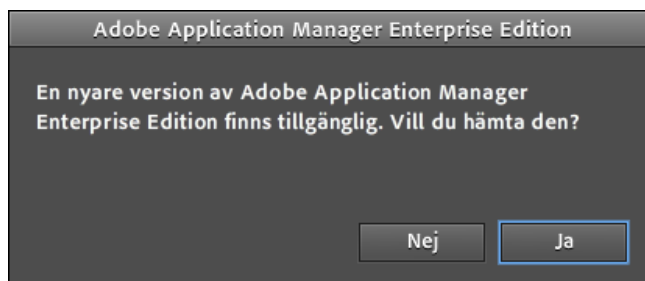 Adobe Application Manager Enterprise Edition
En nyare version av Adobe Application Manager
Enterprise Edition finns tillgänglig. Vill du hämta den?
Nej
Ja